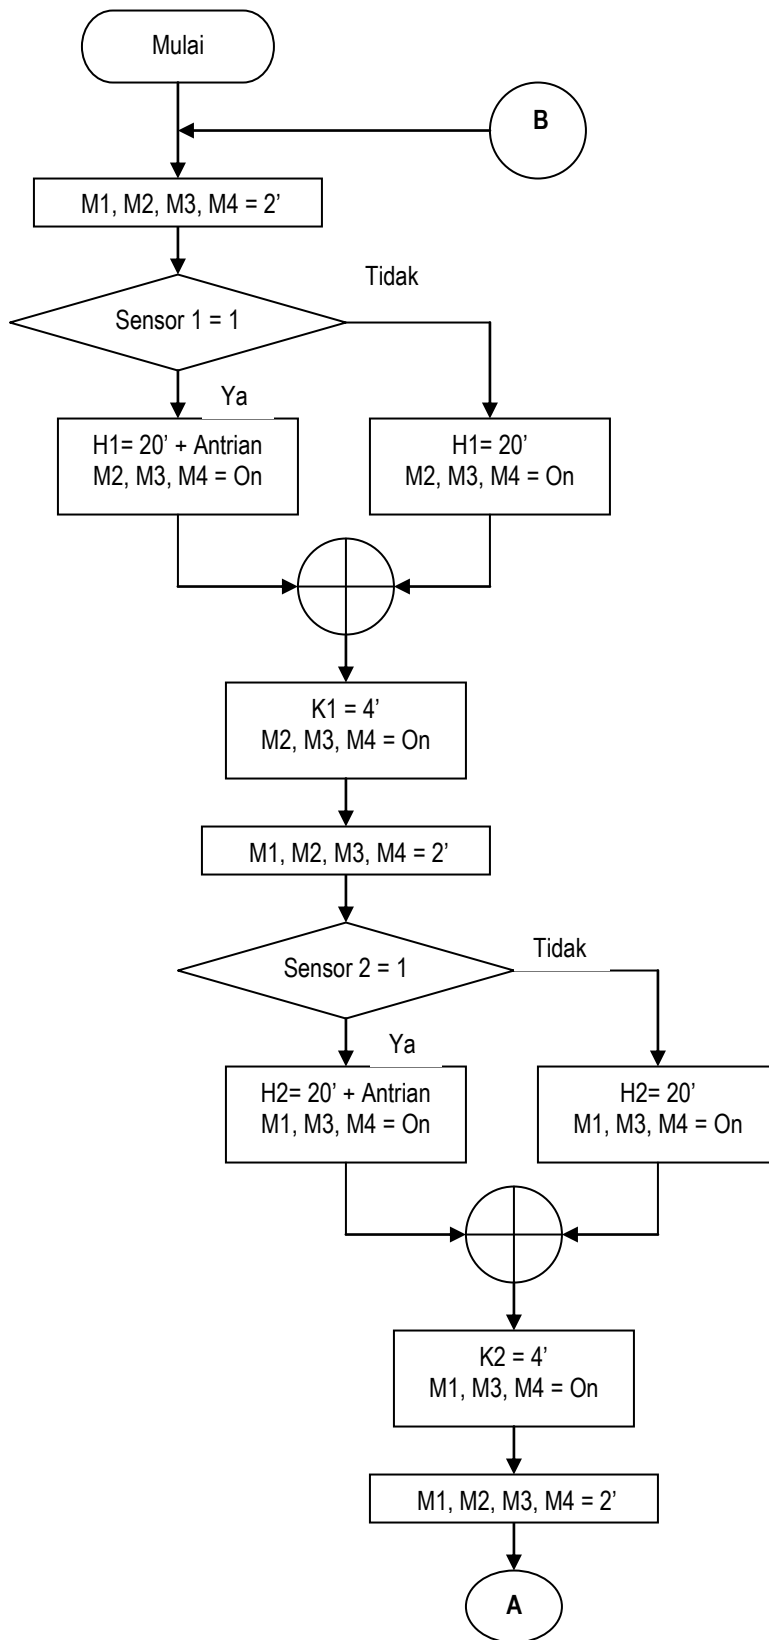 Mulai
B
M1, M2, M3, M4 = 2’
Tidak
Sensor 1 = 1
Ya
H1= 20’ + Antrian
M2, M3, M4 = On
H1= 20’
M2, M3, M4 = On
K1 = 4’
M2, M3, M4 = On
M1, M2, M3, M4 = 2’
Tidak
Sensor 2 = 1
Ya
H2= 20’ + Antrian
M1, M3, M4 = On
H2= 20’
M1, M3, M4 = On
K2 = 4’
M1, M3, M4 = On
M1, M2, M3, M4 = 2’
A